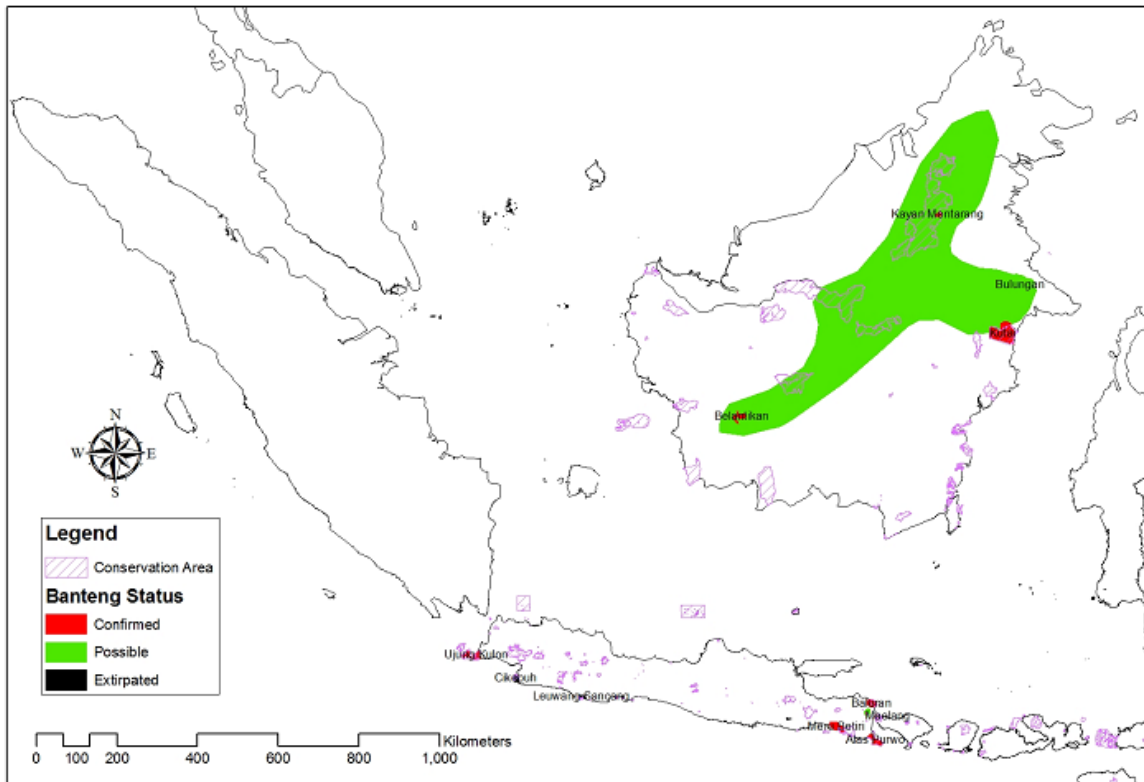 Kayan Mentarang
Bulungan
Kutai
Belantikan
N
W
E
S
Legend
Conservation Area
Banteng Status
Confirmed
Possible
Extirpated
Ujung Kulon
Cikepuh
Leuwang Sancang
Baluran
Maelang
Meru Betiri
Alas Purwo
Kilometers
0 100 200 400 600 800 1,000